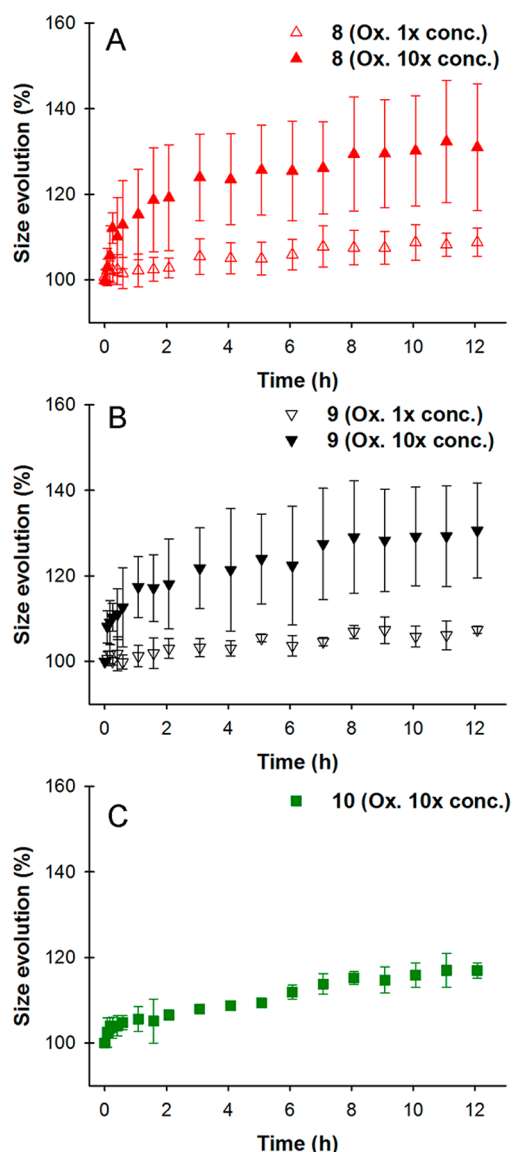 160
A
8 (Ox. 1x conc.)
8 (Ox. 10x conc.)
140
120
100
Size evolution (%)
0 2 4 6 8 10 12
Time (h)
160
B
9 (Ox. 1x conc.)
9 (Ox. 10x conc.)
140
120
100
Size evolution (%)
0 2 4 6 8 10 12
Time (h)
160
C
10 (Ox. 10x conc.)
140
120
100
Size evolution (%)
0 2 4 6 8 10 12
Time (h)